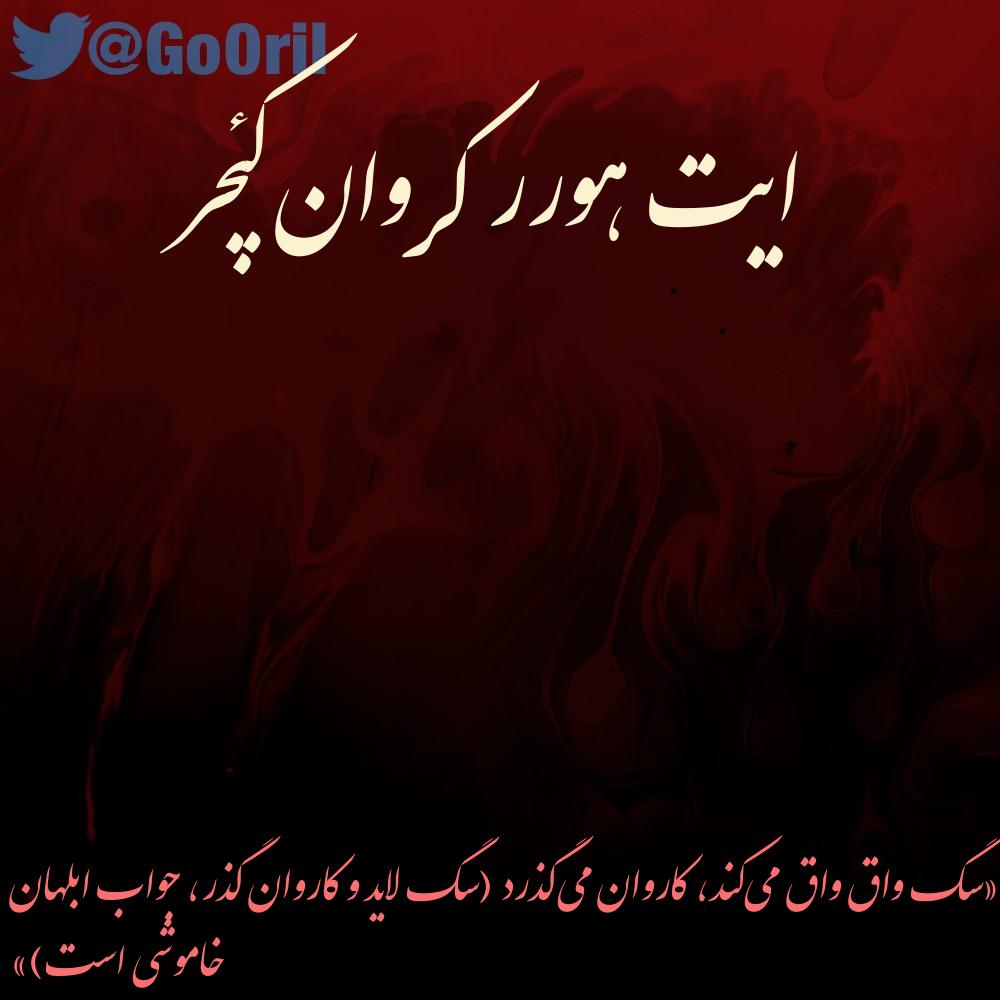 @GoOril
ایت هورر کروان کئچر
«سگ واق واق می‌کند، کاروان می‌گذرد (سگ لاید و کاروان گذر، جواب ابلهان
خاموشی است)»